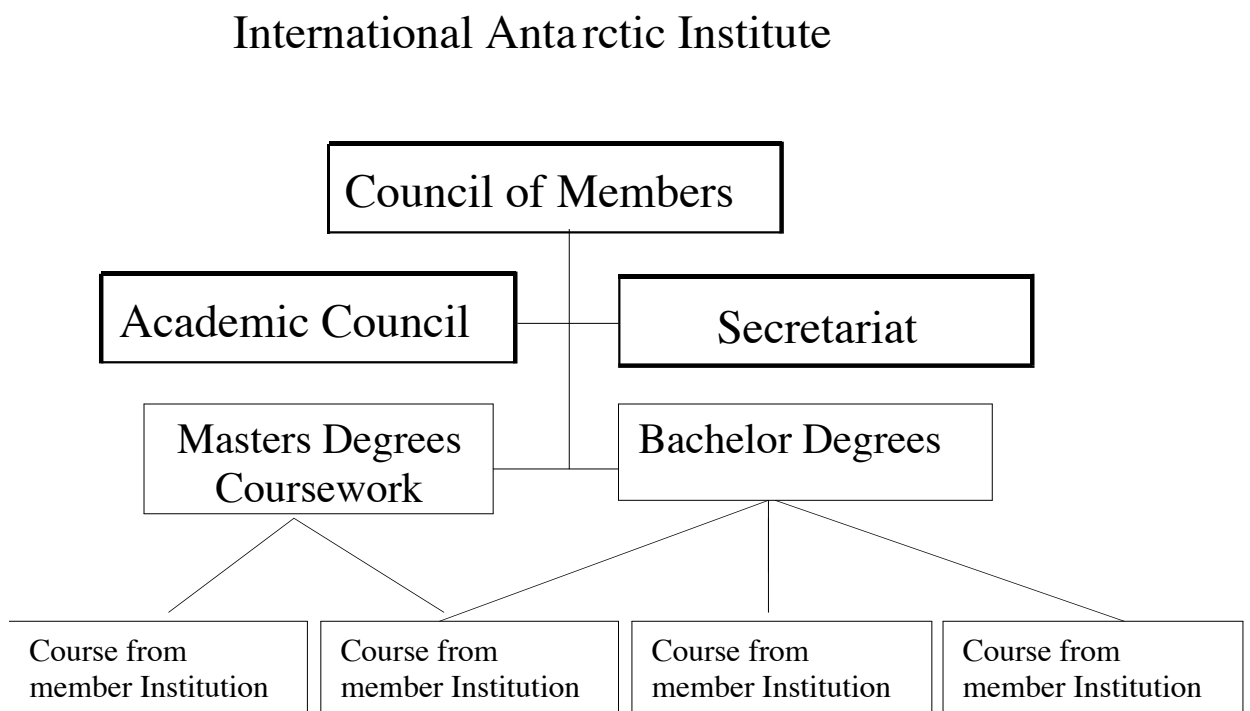 International Antarctic Institute
Council of Members
Academic Council
Secretariat
Masters Degrees
Coursework
Bachelor Degrees
Course from
member Institution
Course from
member Institution
Course from
member Institution
Course from
member Institution